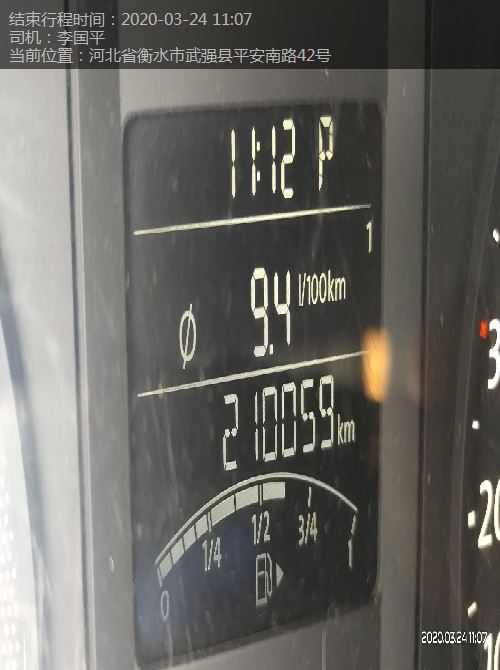 结束行程时间：2020-03-24 11:07
司机：李国平
当前位置：河北省衡水市武强县平安南路42号
11:12 P
1
Ø 9.4 l/100km
210059 km
0 1/4 1/2 3/4 1
3
20
10
2020.03.24 11:07